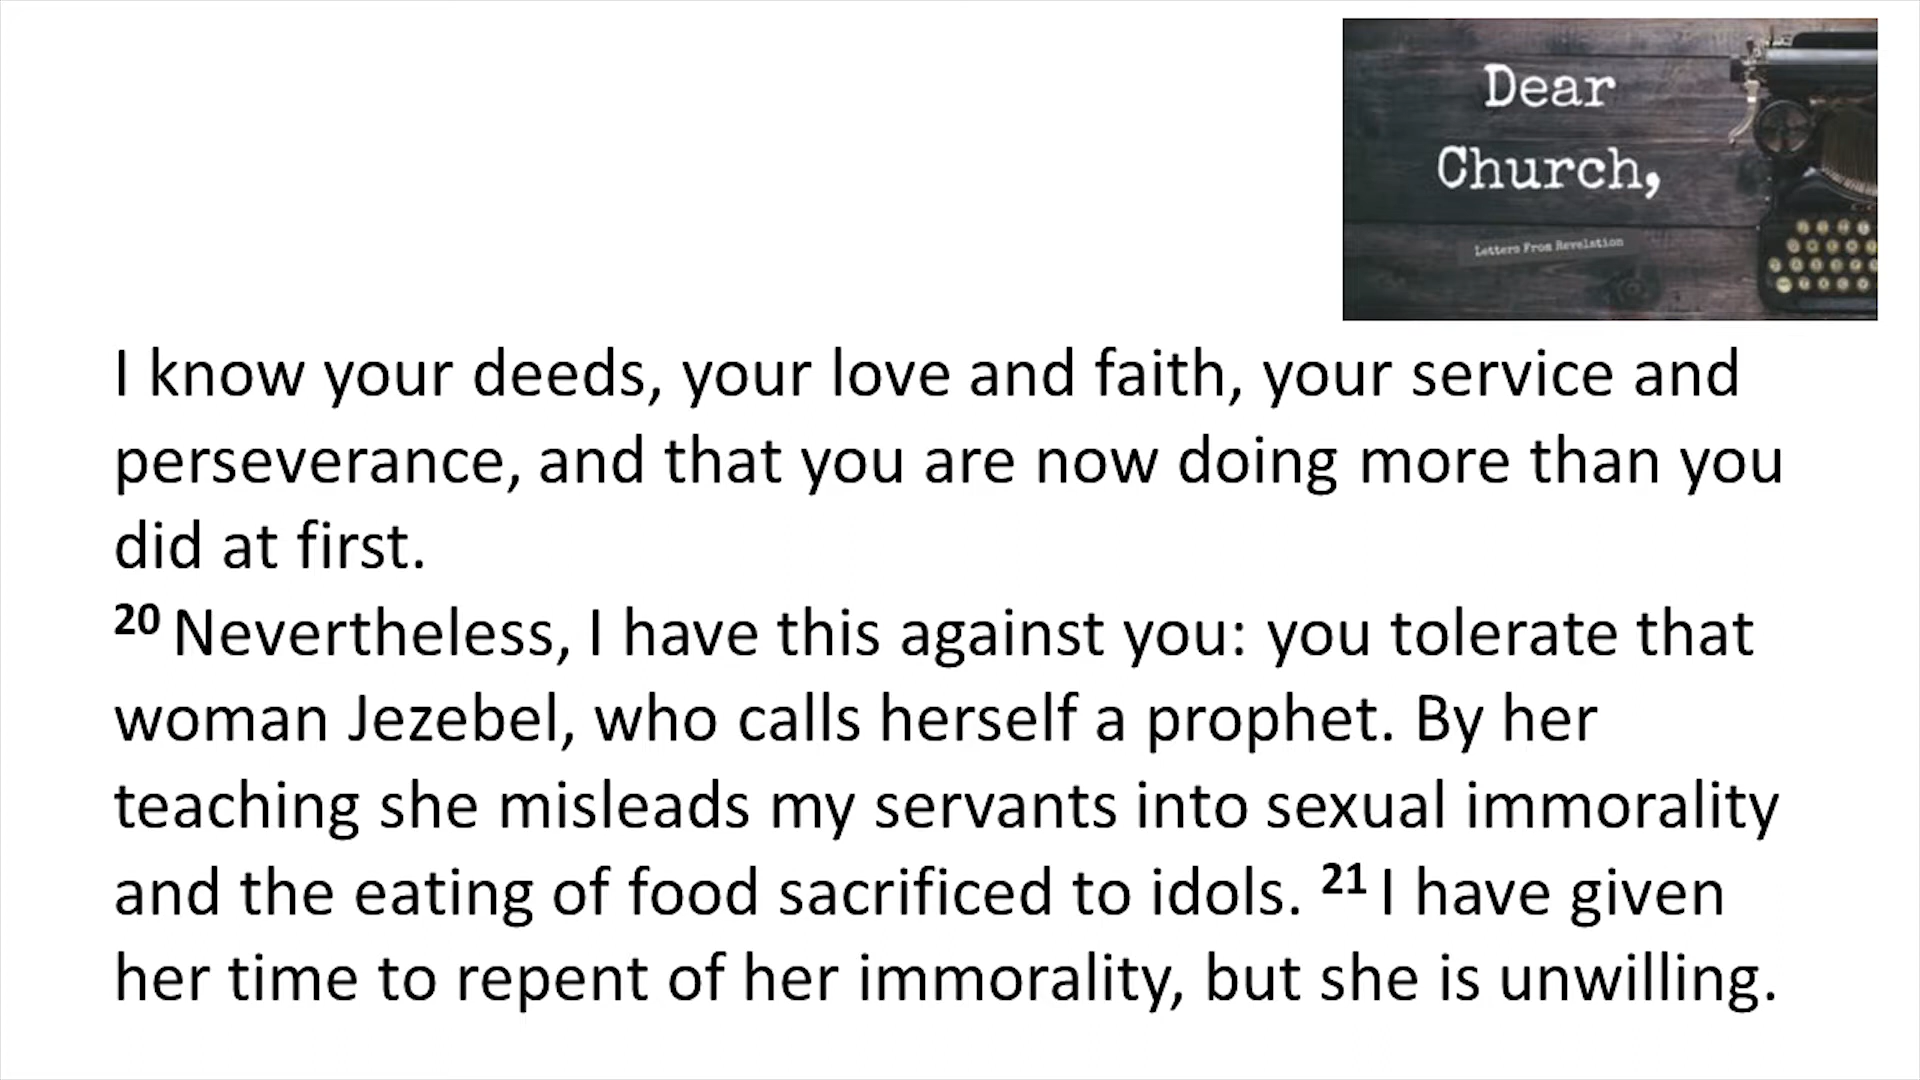 Dear
Church,
Letters From Revelation
I know your deeds, your love and faith, your service and
perseverance, and that you are now doing more than you
did at first.
20 Nevertheless, I have this against you: you tolerate that
woman Jezebel, who calls herself a prophet. By her
teaching she misleads my servants into sexual immorality
and the eating of food sacrificed to idols. 21 I have given
her time to repent of her immorality, but she is unwilling.